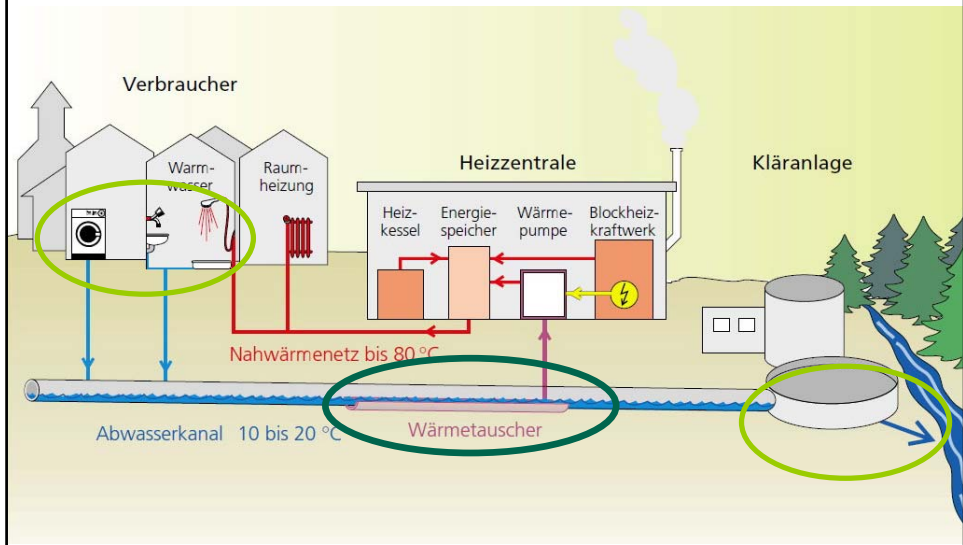 Verbraucher
Warm-
wasser
Raum-
heizung
Heizzentrale
Heiz-
kessel
Energie-
speicher
Wärme-
pumpe
Blockheiz-
kraftwerk
Kläranlage
Nahwärmenetz bis 80 °C
Abwasserkanal 10 bis 20 °C
Wärmetauscher